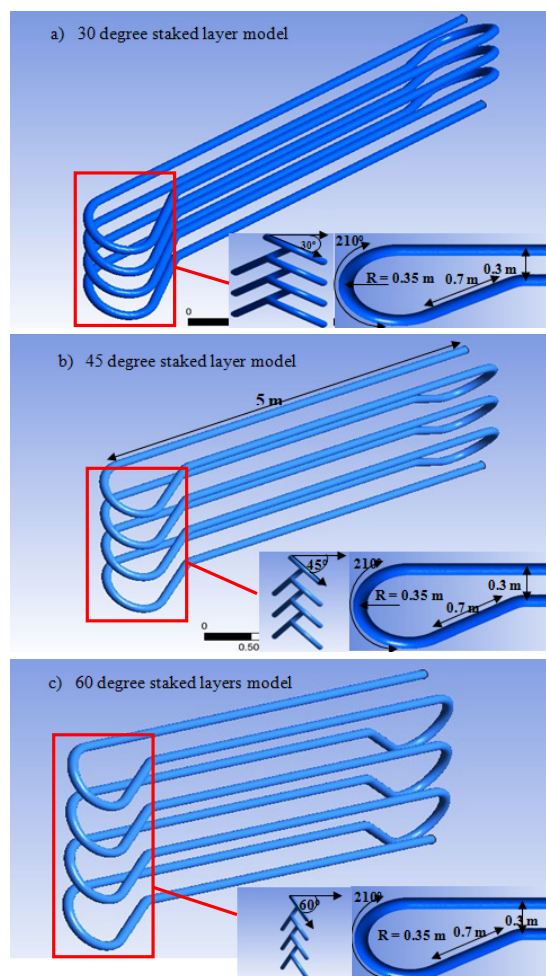 a) 30 degree staked layer model
30°
210°
R = 0.35 m
0.7 m
0.3 m
0
b) 45 degree staked layer model
5 m
45°
210°
R = 0.35 m
0.7 m
0.3 m
0
0.50
c) 60 degree staked layers model
60°
210°
R = 0.35 m
0.7 m
0.3 m
0